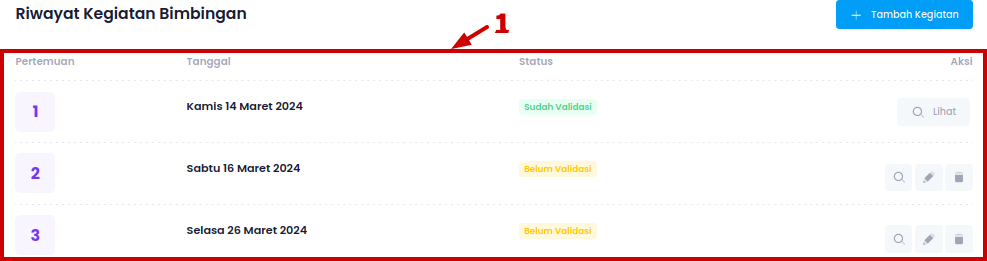 Riwayat Kegiatan Bimbingan
+ Tambah Kegiatan
1
Pertemuan Tanggal Status Aksi
1 Kamis 14 Maret 2024 Sudah Validasi Lihat
2 Sabtu 16 Maret 2024 Belum Validasi
3 Selasa 26 Maret 2024 Belum Validasi